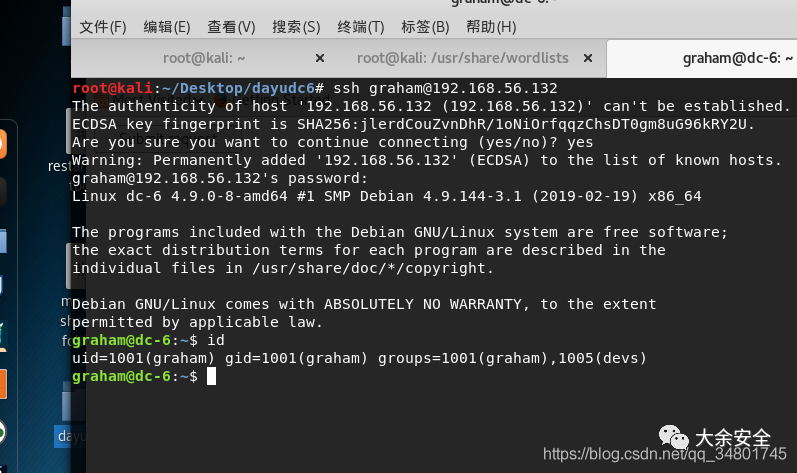 graham@dc-6: ~
文件(F) 编辑(E) 查看(V) 搜索(S) 终端(T) 标签(B) 帮助(H)
root@kali: ~ × root@kali: /usr/share/wordlists × graham@dc-6: ~
root@kali:~/Desktop/dayudc6# ssh graham@192.168.56.132
The authenticity of host '192.168.56.132 (192.168.56.132)' can't be established.
ECDSA key fingerprint is SHA256:jlerdCouZvnDhR/1oNiOrfqqzChsDT0gm8uG96kRY2U.
Are you sure you want to continue connecting (yes/no)? yes
Warning: Permanently added '192.168.56.132' (ECDSA) to the list of known hosts.
graham@192.168.56.132's password:
Linux dc-6 4.9.0-8-amd64 #1 SMP Debian 4.9.144-3.1 (2019-02-19) x86_64
The programs included with the Debian GNU/Linux system are free software;
the exact distribution terms for each program are described in the
individual files in /usr/share/doc/*/copyright.
Debian GNU/Linux comes with ABSOLUTELY NO WARRANTY, to the extent
permitted by applicable law.
graham@dc-6:~$ id
uid=1001(graham) gid=1001(graham) groups=1001(graham),1005(devs)
graham@dc-6:~$
restar
m
sh
fo
dayu
大余安全
https://blog.csdn.net/qq_34801745